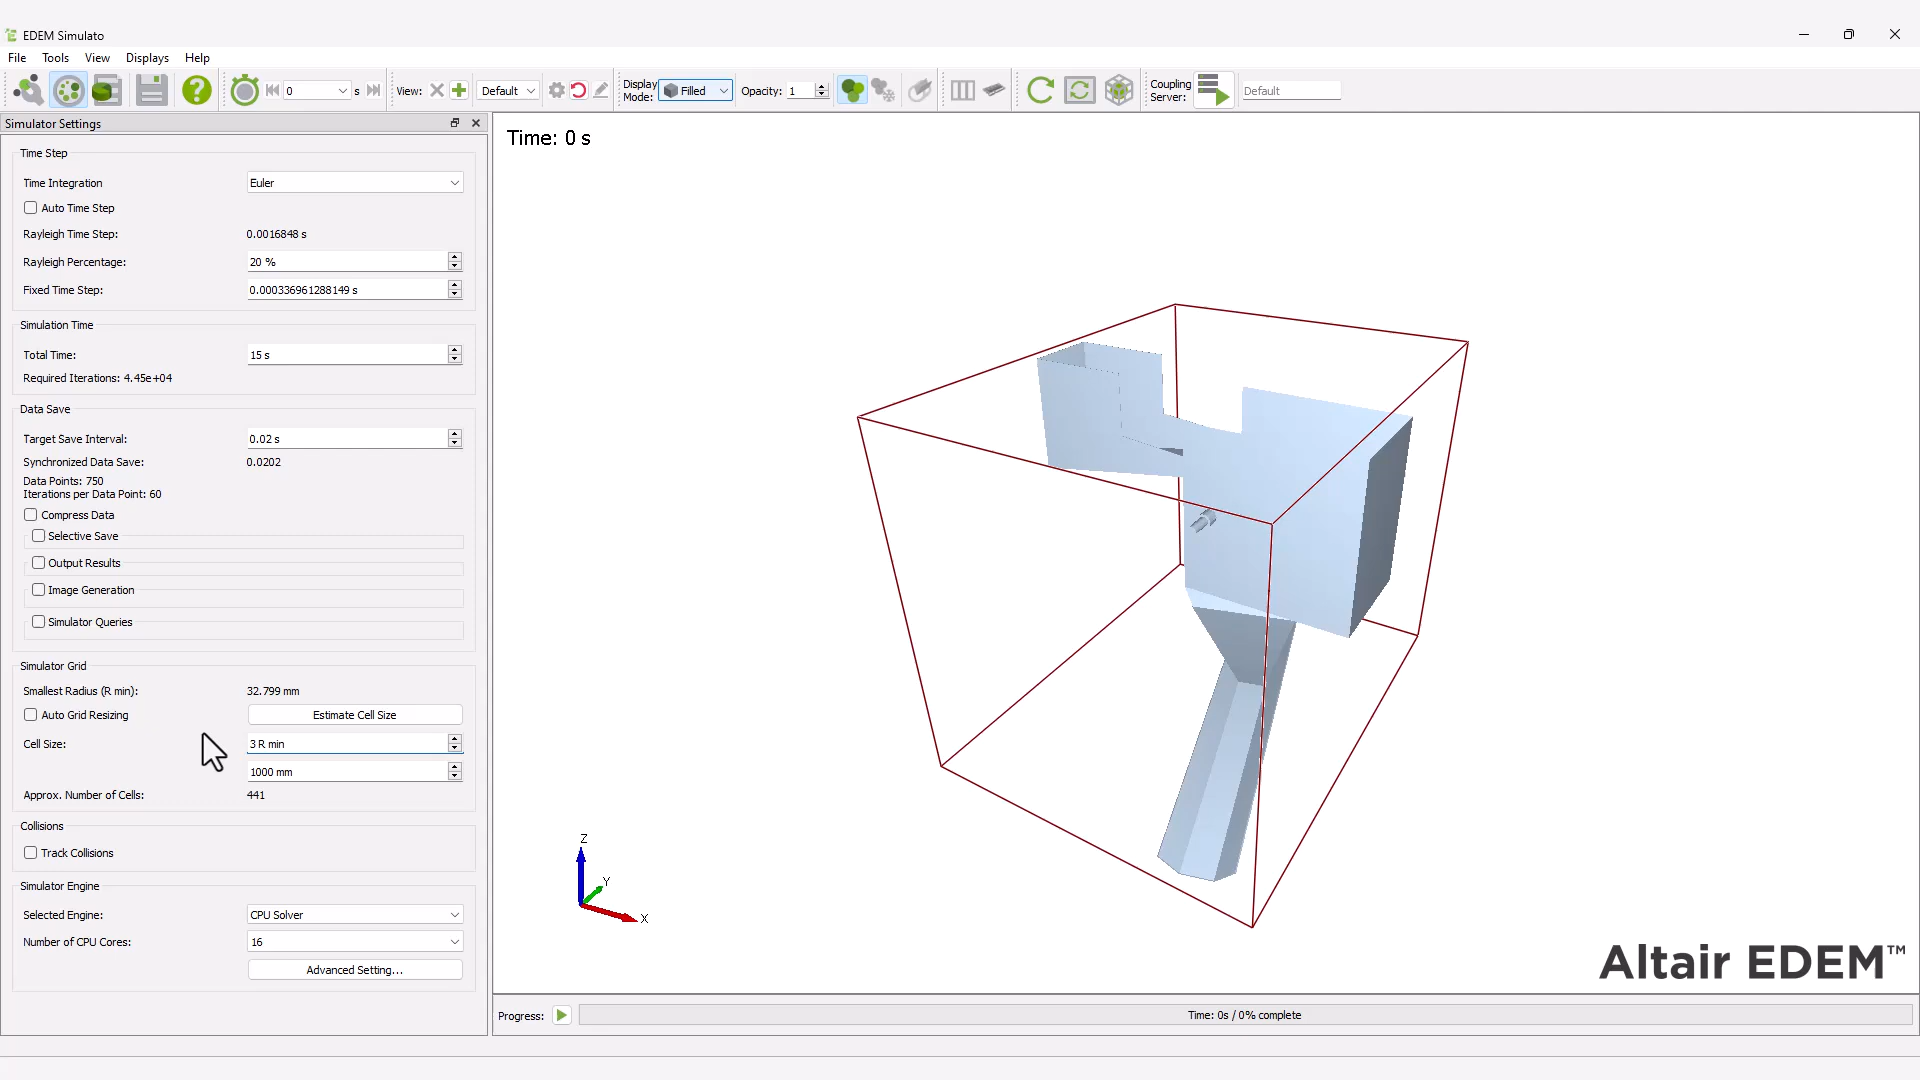 EDEM Simulato
File Tools View Displays Help
0 s View: Default Display Mode: Filled Opacity: 1 Coupling Server: Default
Simulator Settings
Time: 0 s
Time Step
Time Integration Euler
Auto Time Step
Rayleigh Time Step: 0.0016848 s
Rayleigh Percentage: 20 %
Fixed Time Step: 0.000336961288149 s
Simulation Time
Total Time: 15 s
Required Iterations: 4.45e+04
Data Save
Target Save Interval: 0.02 s
Synchronized Data Save: 0.0202
Data Points: 750
Iterations per Data Point: 60
Compress Data
Selective Save
Output Results
Image Generation
Simulator Queries
Simulator Grid
Smallest Radius (R min): 32.799 mm
Auto Grid Resizing Estimate Cell Size
Cell Size: 3 R min
1000 mm
Approx. Number of Cells: 441
Collisions
Track Collisions
Simulator Engine
Selected Engine: CPU Solver
Number of CPU Cores: 16
Advanced Setting...
Z
Y
X
Altair EDEM™
Progress: Time: 0s / 0% complete